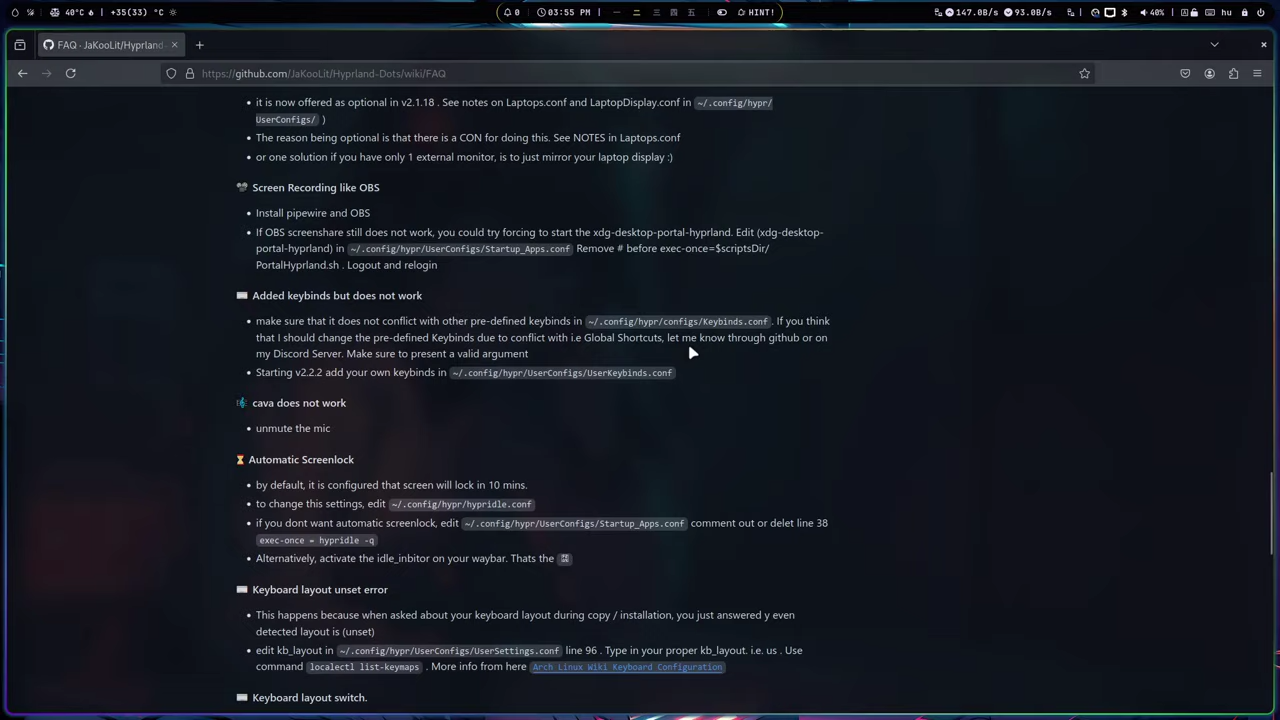 40°C +35(33) °C
0 03:55 PM 一 二 三 四 五 HINT!
147.0B/s 93.0B/s 40% hu
FAQ · JaKooLit/Hyprland-
https://github.com/JaKooLit/Hyprland-Dots/wiki/FAQ
it is now offered as optional in v2.1.18 . See notes on Laptops.conf and LaptopDisplay.conf in ~/.config/hypr/
UserConfigs/ )
The reason being optional is that there is a CON for doing this. See NOTES in Laptops.conf
or one solution if you have only 1 external monitor, is to just mirror your laptop display :)
Screen Recording like OBS
Install pipewire and OBS
If OBS screenshare still does not work, you could try forcing to start the xdg-desktop-portal-hyprland. Edit (xdg-desktop-
portal-hyprland) in ~/.config/hypr/UserConfigs/Startup_Apps.conf Remove # before exec-once=$scriptsDir/
PortalHyprland.sh . Logout and relogin
Added keybinds but does not work
make sure that it does not conflict with other pre-defined keybinds in ~/.config/hypr/configs/Keybinds.conf. If you think
that I should change the pre-defined Keybinds due to conflict with i.e Global Shortcuts, let me know through github or on
my Discord Server. Make sure to present a valid argument
Starting v2.2.2 add your own keybinds in ~/.config/hypr/UserConfigs/UserKeybinds.conf
cava does not work
unmute the mic
Automatic Screenlock
by default, it is configured that screen will lock in 10 mins.
to change this settings, edit ~/.config/hypr/hypridle.conf
if you dont want automatic screenlock, edit ~/.config/hypr/UserConfigs/Startup_Apps.conf comment out or delet line 38
exec-once = hypridle -q
Alternatively, activate the idle_inbitor on your waybar. Thats the
Keyboard layout unset error
This happens because when asked about your keyboard layout during copy / installation, you just answered y even
detected layout is (unset)
edit kb_layout in ~/.config/hypr/UserConfigs/UserSettings.conf line 96 . Type in your proper kb_layout. i.e. us . Use
command localectl list-keymaps . More info from here Arch Linux Wiki Keyboard Configuration
Keyboard layout switch.